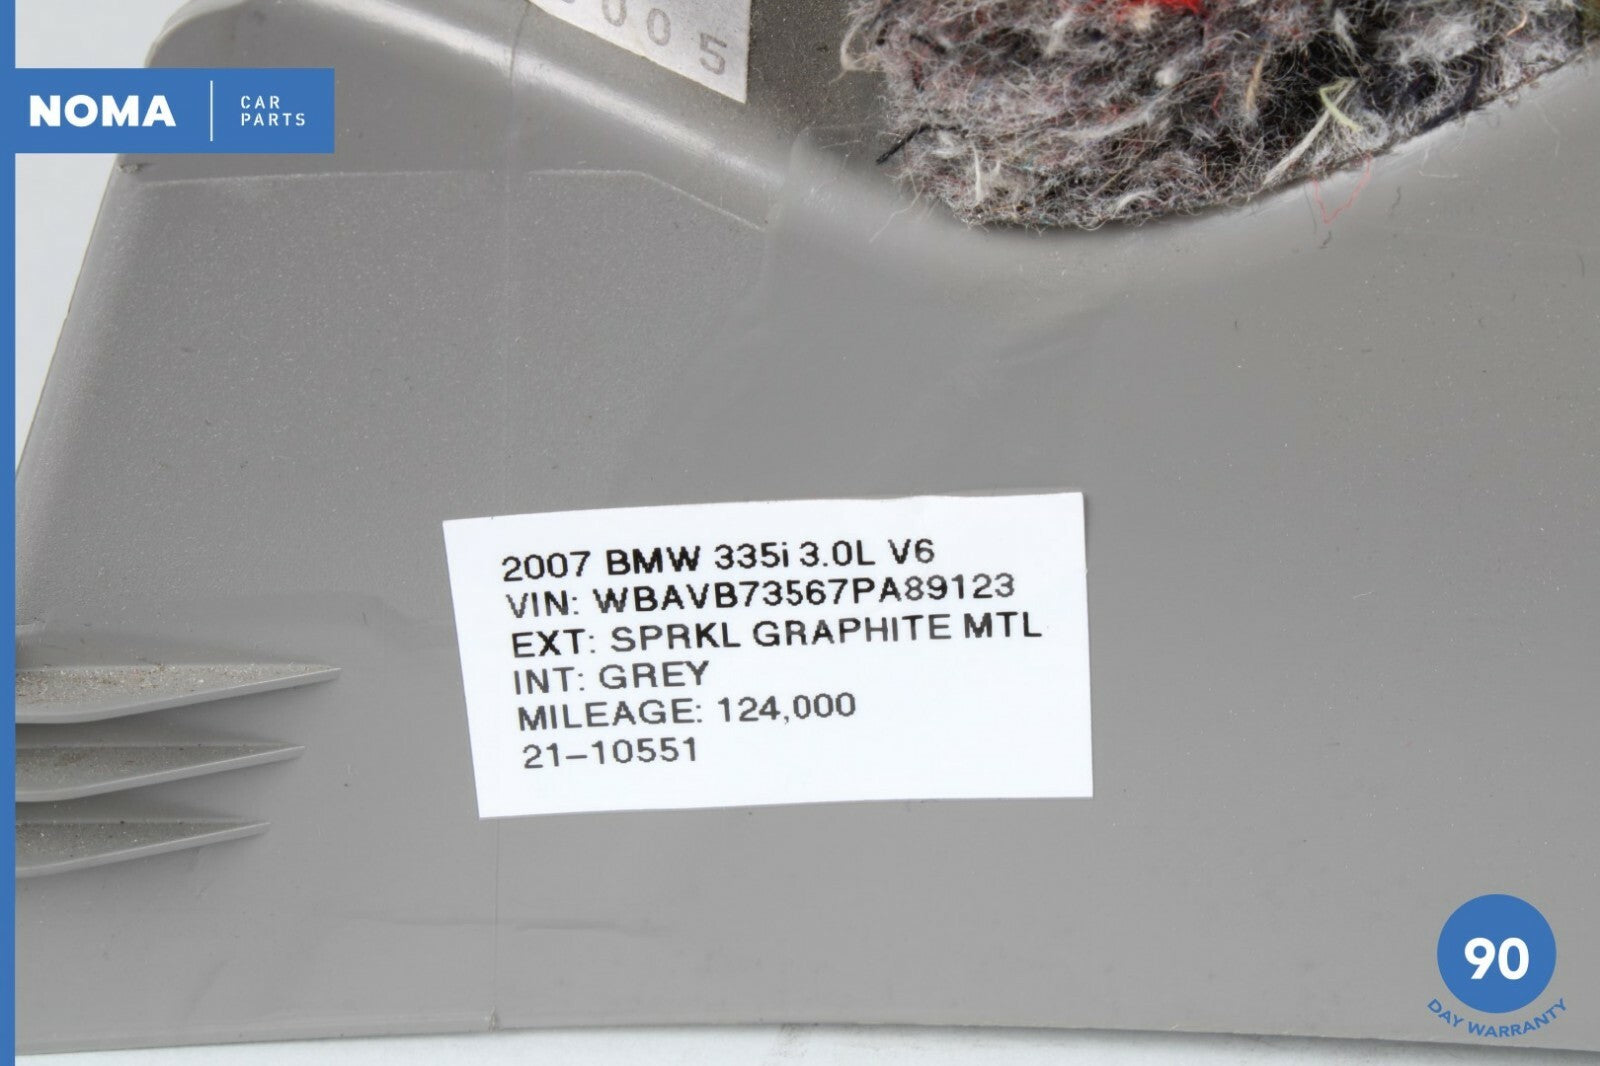 005
NOMA
CAR
PARTS
2007 BMW 335i 3.0L V6
VIN: WBAVB73567PA89123
EXT: SPRKL GRAPHITE MTL
INT: GREY
MILEAGE: 124,000
21-10551
90
DAY WARRANTY